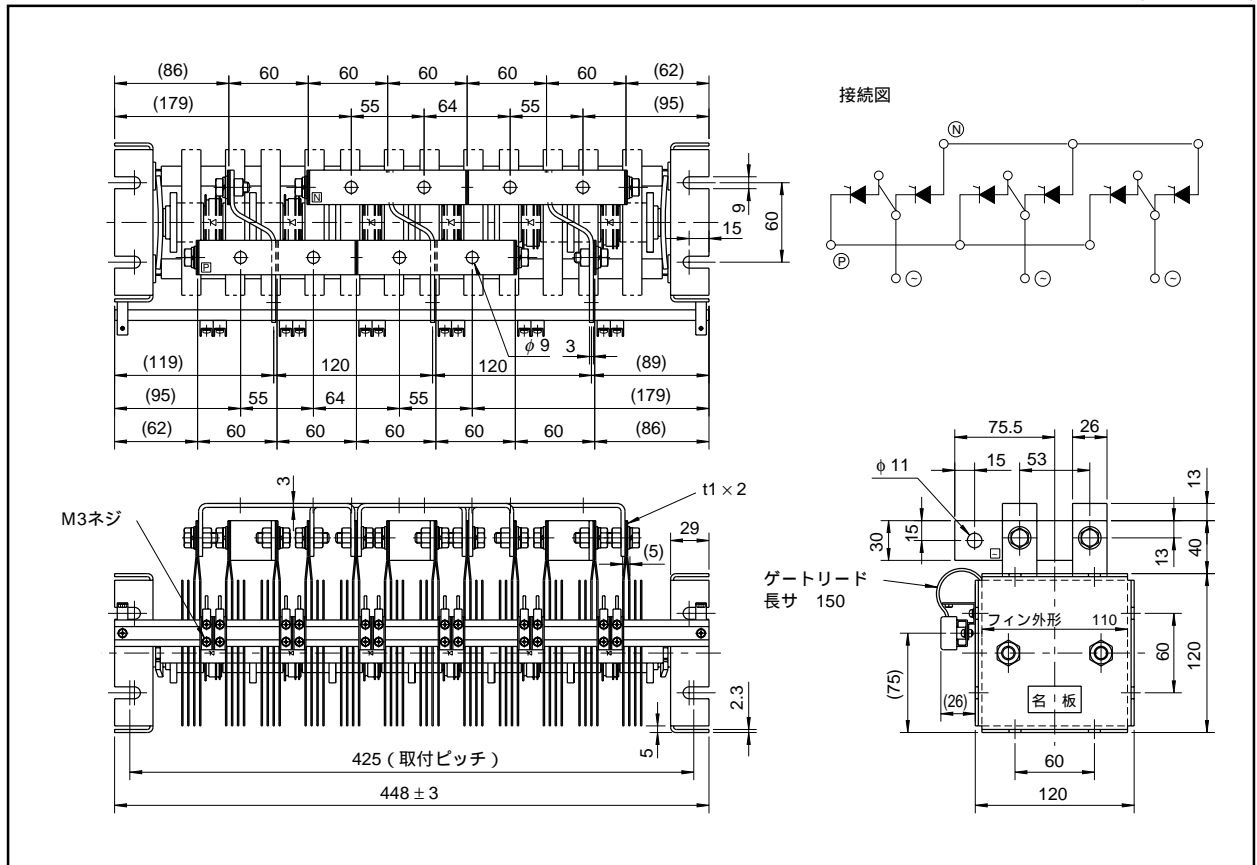 (86) 60 60 60 60 60 (62)
(179) 55 64 55 (95)
N
P
9
60
15
φ 9 3
(119) 120 120 (89)
(95) 55 64 55 (179)
(62) 60 60 60 60 60 (86)
接続図
N
P
~ ~ ~
3
t1 × 2
M3ネジ
29
(5)
2.3
5
425 ( 取付ピッチ )
448 ± 3
75.5 26
φ 11 15 53
13
30 15
13 40
ゲートリード
長サ 150
フィン外形 110
60
120
(75)
(26)
名 板
60
120